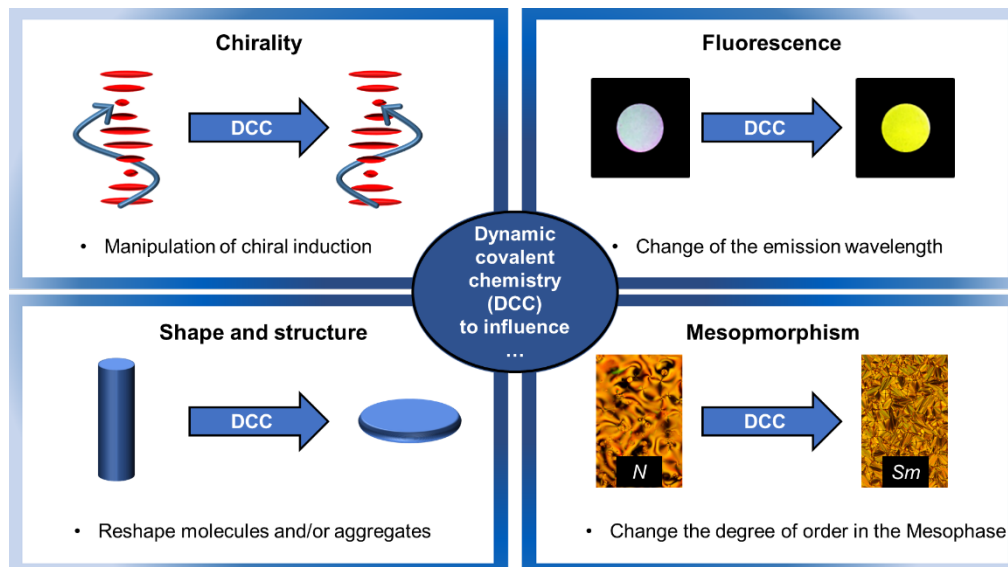 Chirality
DCC
• Manipulation of chiral induction
Fluorescence
DCC
• Change of the emission wavelength
Dynamic
covalent
chemistry
(DCC)
to influence
...
Shape and structure
DCC
• Reshape molecules and/or aggregates
Mesopmorphism
N
DCC
Sm
• Change the degree of order in the Mesophase